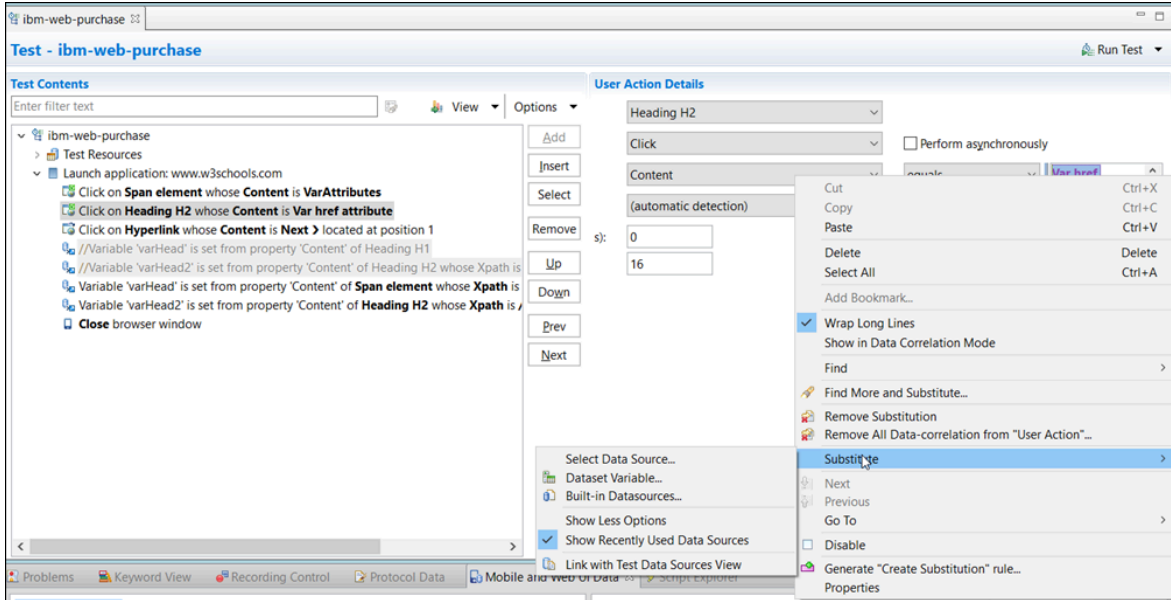 ibm-web-purchase
Test - ibm-web-purchase
Run Test
Test Contents
Enter filter text
View
Options
ibm-web-purchase
Test Resources
Launch application: www.w3schools.com
Click on Span element whose Content is VarAttributes
Click on Heading H2 whose Content is Var href attribute
Click on Hyperlink whose Content is Next ❯ located at position 1
//Variable 'varHead' is set from property 'Content' of Heading H1
//Variable 'varHead2' is set from property 'Content' of Heading H2 whose Xpath is
Variable 'varHead' is set from property 'Content' of Span element whose Xpath is
Variable 'varHead2' is set from property 'Content' of Heading H2 whose Xpath is /
Close browser window
Add
Insert
Select
Remove
Up
Down
Prev
Next
User Action Details
Heading H2
Click
Perform asynchronously
Content
equals
Var href
(automatic detection)
s):
0
16
Cut Ctrl+X
Copy Ctrl+C
Paste Ctrl+V
Delete Delete
Select All Ctrl+A
Add Bookmark...
Wrap Long Lines
Show in Data Correlation Mode
Find
Find More and Substitute...
Remove Substitution
Remove All Data-correlation from "User Action"...
Substitute
Next
Previous
Go To
Disable
Generate "Create Substitution" rule...
Properties
Select Data Source...
Dataset Variable...
Built-in Datasources...
Show Less Options
Show Recently Used Data Sources
Link with Test Data Sources View
Problems
Keyword View
Recording Control
Protocol Data
Mobile and Web UI Data
Script Explorer